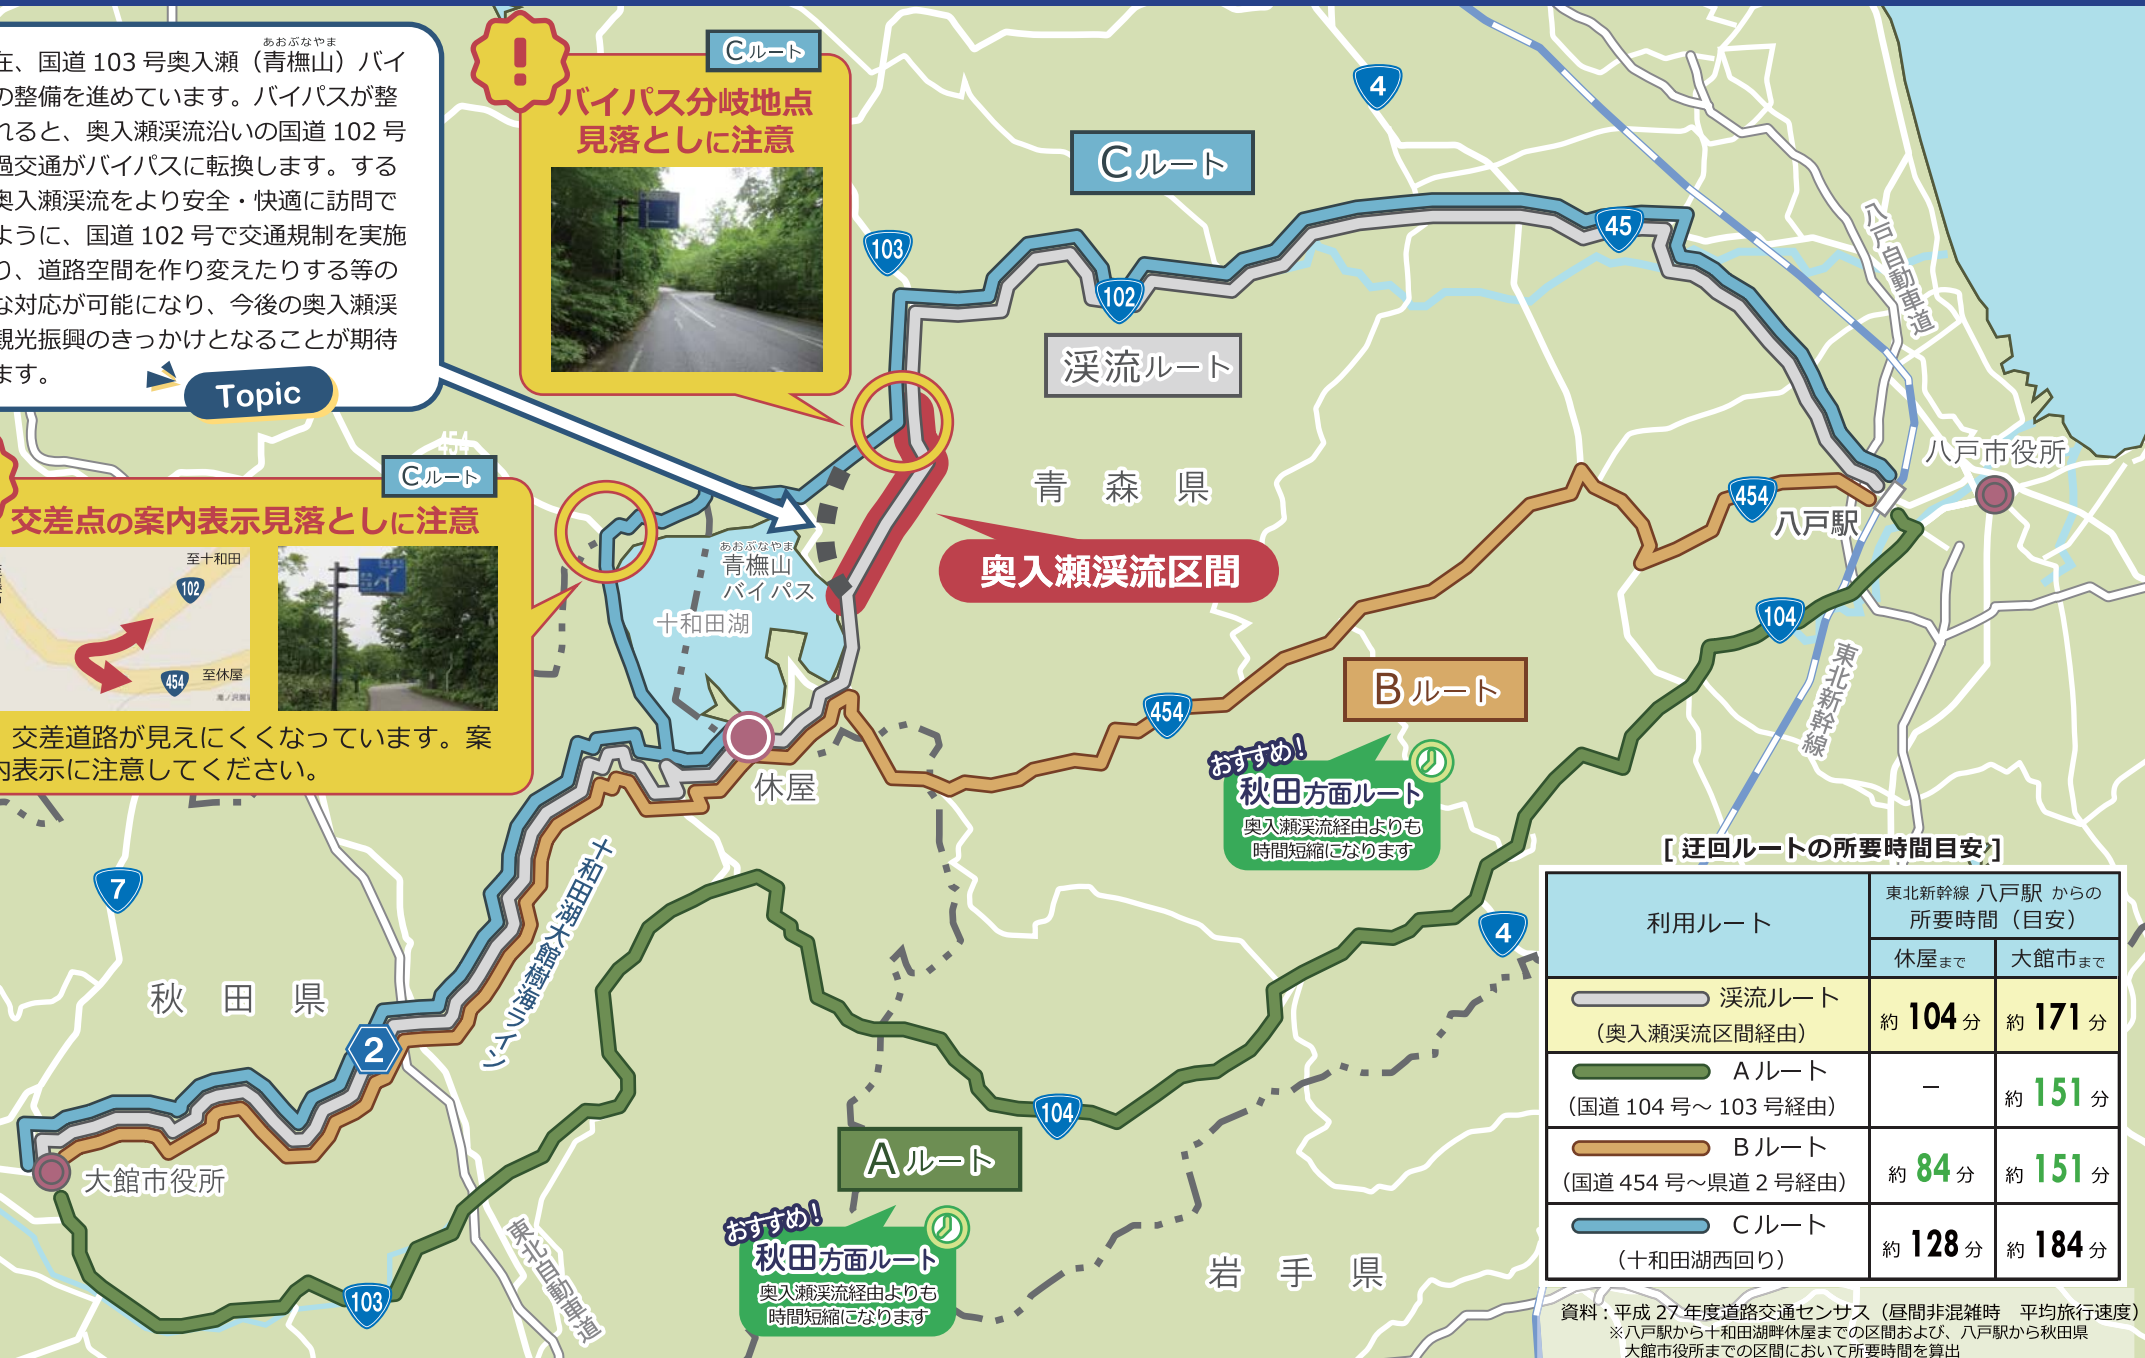 在、国道 103 号奥入瀬（青橅山）バイ
あおぶなやま
の整備を進めています。バイパスが整
れると、奥入瀬渓流沿いの国道 102 号
過交通がバイパスに転換します。する
奥入瀬渓流をより安全・快適に訪問で
ように、国道 102 号で交通規制を実施
り、道路空間を作り変えたりする等の
な対応が可能になり、今後の奥入瀬渓
観光振興のきっかけとなることが期待
ます。
Topic
!
Cルート
バイパス分岐地点
見落としに注意
Cルート
交差点の案内表示見落としに注意
至十和田
102
454
至休屋
交差道路が見えにくくなっています。案
内表示に注意してください。
454
4
Cルート
103
102
45
渓流ルート
八戸自動車道
青森県
八戸市役所
454
八戸駅
奥入瀬渓流区間
あおぶなやま
青橅山
バイパス
十和田湖
104
東北新幹線
Bルート
454
おすすめ！
秋田方面ルート
奥入瀬渓流経由よりも
時間短縮になります
休屋
十和田湖大館樹海ライン
7
秋田県
2
4
104
Aルート
大館市役所
おすすめ！
秋田方面ルート
奥入瀬渓流経由よりも
時間短縮になります
103
東北自動車道
岩手県
[ 迂回ルートの所要時間目安 ]
利用ルート
東北新幹線 八戸駅 からの
所要時間（目安）
休屋まで 大館市まで
渓流ルート
（奥入瀬渓流区間経由）
約 104 分 約 171 分
Aルート
（国道 104 号～ 103 号経由）
－ 約 151 分
Bルート
（国道 454 号～県道 2 号経由）
約 84 分 約 151 分
Cルート
（十和田湖西回り）
約 128 分 約 184 分
資料：平成 27 年度道路交通センサス（昼間非混雑時　平均旅行速度）
※八戸駅から十和田湖畔休屋までの区間および、八戸駅から秋田県
大館市役所までの区間において所要時間を算出